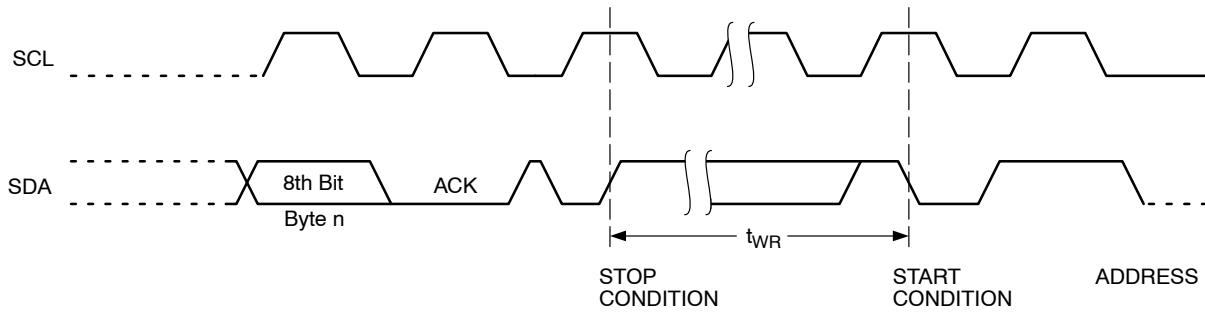 SCL
SDA
8th Bit
ACK
Byte n
tWR
STOP
CONDITION
START
CONDITION
ADDRESS